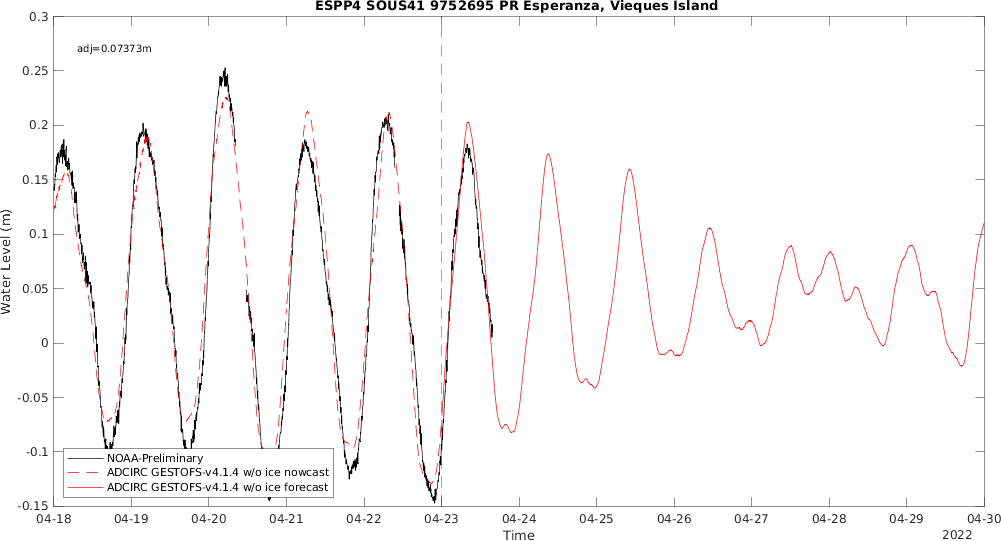 ESPP4 SOUS41 9752695 PR Esperanza, Vieques Island
0.3
adj=0.07373m
0.25
0.2
0.15
0.1
0.05
0
-0.05
-0.1
-0.15
Water Level (m)
NOAA-Preliminary
ADCIRC GESTOFS-v4.1.4 w/o ice nowcast
ADCIRC GESTOFS-v4.1.4 w/o ice forecast
04-18 04-19 04-20 04-21 04-22 04-23 04-24 04-25 04-26 04-27 04-28 04-29 04-30
Time
2022